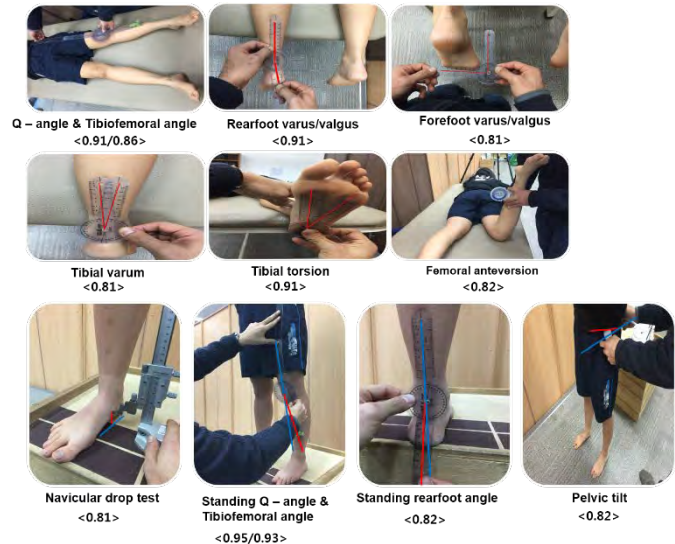 Q – angle & Tibiofemoral angle
<0.91/0.86>
Rearfoot varus/valgus
<0.91>
Forefoot varus/valgus
<0.81>
Tibial varum
<0.81>
Tibial torsion
<0.91>
Femoral anteversion
<0.82>
Navicular drop test
<0.81>
Standing Q – angle &
Tibiofemoral angle
<0.95/0.93>
Standing rearfoot angle
<0.82>
Pelvic tilt
<0.82>